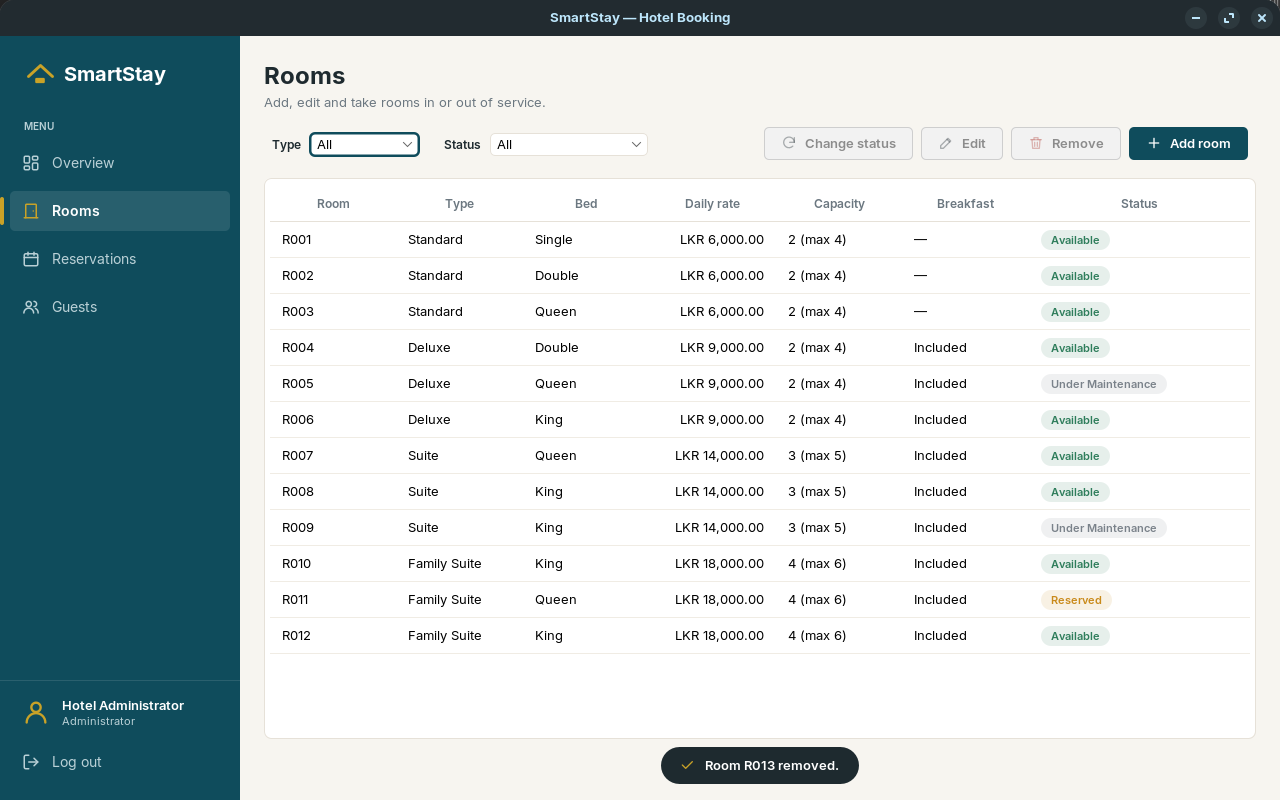 SmartStay — Hotel Booking
SmartStay
MENU
Overview
Rooms
Reservations
Guests
Hotel Administrator
Administrator
Log out
Rooms
Add, edit and take rooms in or out of service.
Type All Status All Change status Edit Remove Add room
Room Type Bed Daily rate Capacity Breakfast Status
R001 Standard Single LKR 6,000.00 2 (max 4) — Available
R002 Standard Double LKR 6,000.00 2 (max 4) — Available
R003 Standard Queen LKR 6,000.00 2 (max 4) — Available
R004 Deluxe Double LKR 9,000.00 2 (max 4) Included Available
R005 Deluxe Queen LKR 9,000.00 2 (max 4) Included Under Maintenance
R006 Deluxe King LKR 9,000.00 2 (max 4) Included Available
R007 Suite Queen LKR 14,000.00 3 (max 5) Included Available
R008 Suite King LKR 14,000.00 3 (max 5) Included Available
R009 Suite King LKR 14,000.00 3 (max 5) Included Under Maintenance
R010 Family Suite King LKR 18,000.00 4 (max 6) Included Available
R011 Family Suite Queen LKR 18,000.00 4 (max 6) Included Reserved
R012 Family Suite King LKR 18,000.00 4 (max 6) Included Available
Room R013 removed.